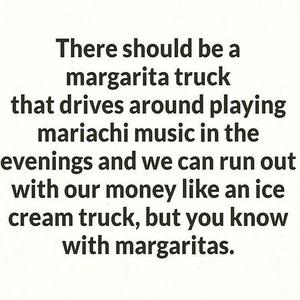 There should be a
margarita truck
that drives around playing
mariachi music in the
evenings and we can run out
with our money like an ice
cream truck, but you know
with margaritas.